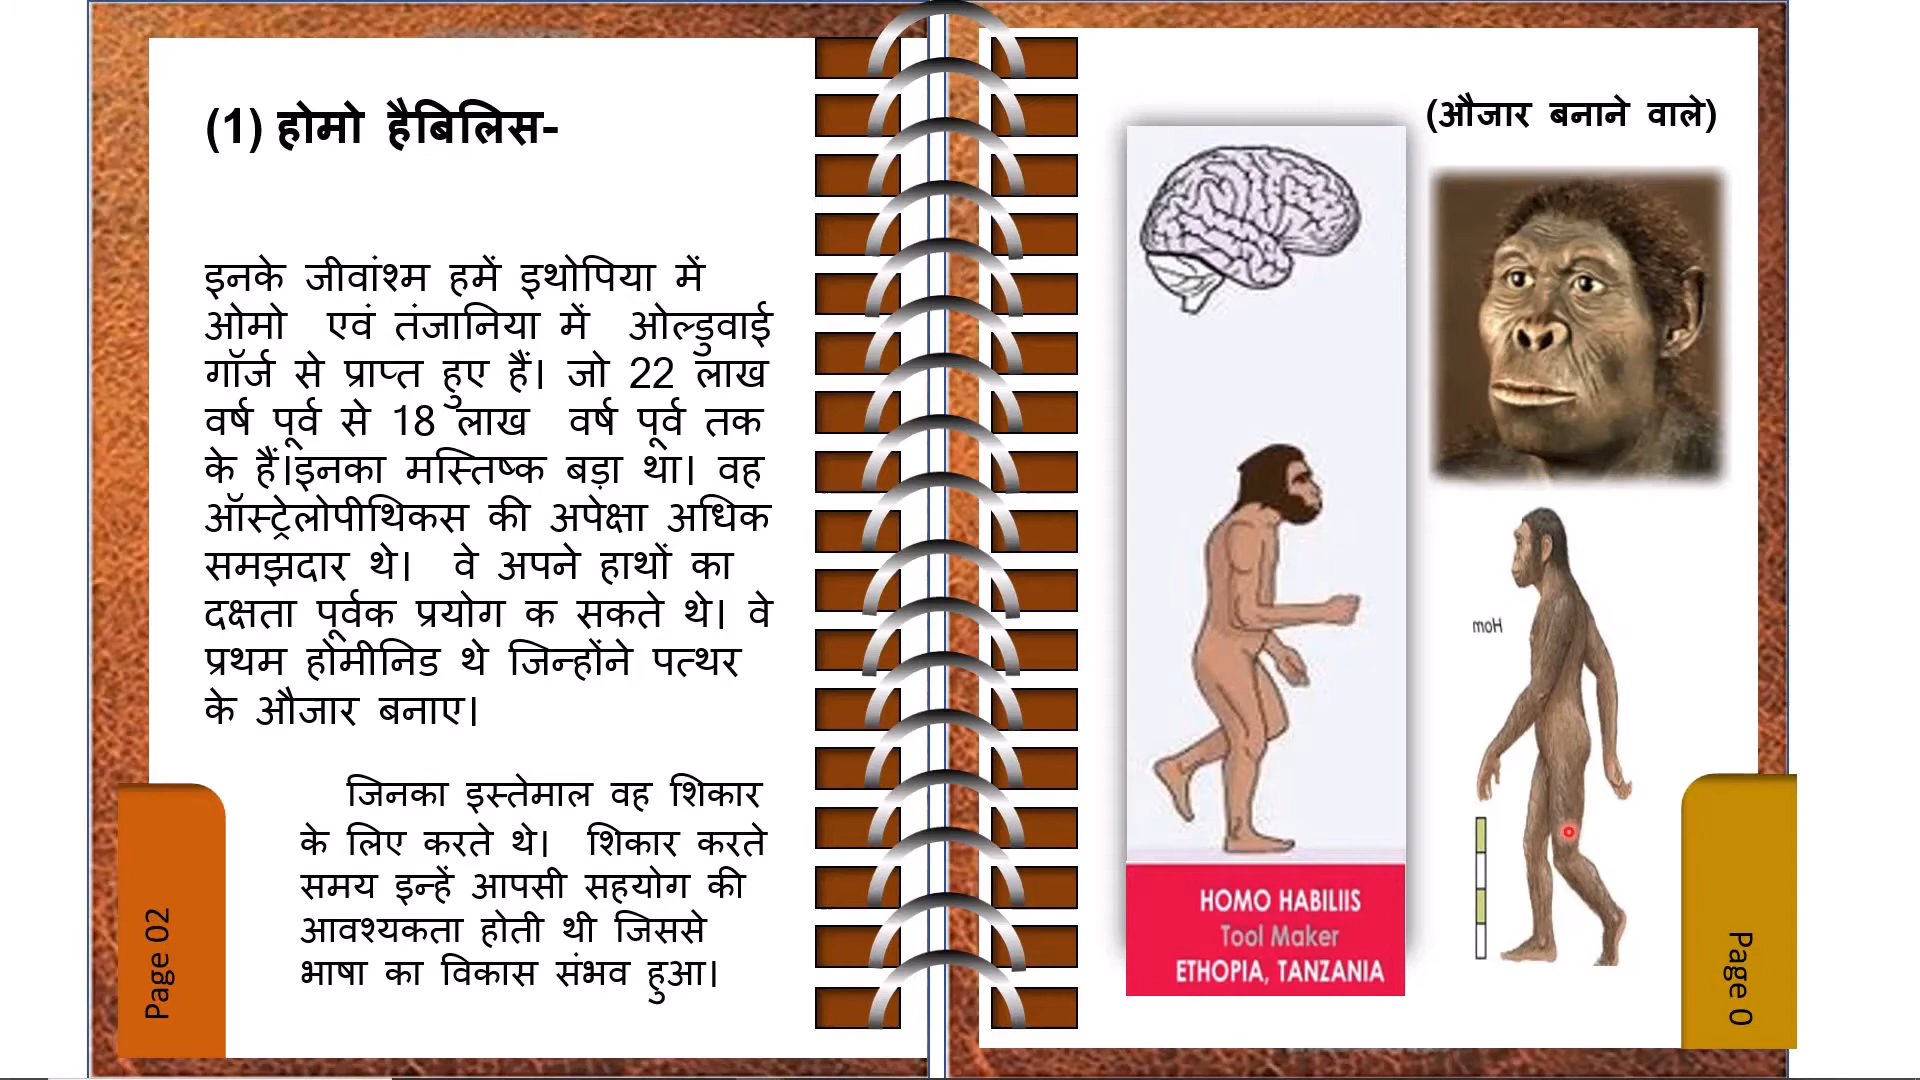 (1) होमो हैबिलिस-
इनके जीवांश्म हमें इथोपिया में
ओमो एवं तंजानिया में ओल्डुवाई
गॉर्ज से प्राप्त हुए हैं। जो 22 लाख
वर्ष पूर्व से 18 लाख वर्ष पूर्व तक
के हैं।इनका मस्तिष्क बड़ा था। वह
ऑस्ट्रेलोपीथिकस की अपेक्षा अधिक
समझदार थे। वे अपने हाथों का
दक्षता पूर्वक प्रयोग क सकते थे। वे
प्रथम होमीनिड थे जिन्होंने पत्थर
के औजार बनाए।
जिनका इस्तेमाल वह शिकार
के लिए करते थे। शिकार करते
समय इन्हें आपसी सहयोग की
आवश्यकता होती थी जिससे
भाषा का विकास संभव हुआ।
Page 02
(औजार बनाने वाले)
Hom
HOMO HABILIIS
Tool Maker
ETHOPIA, TANZANIA
Page 0